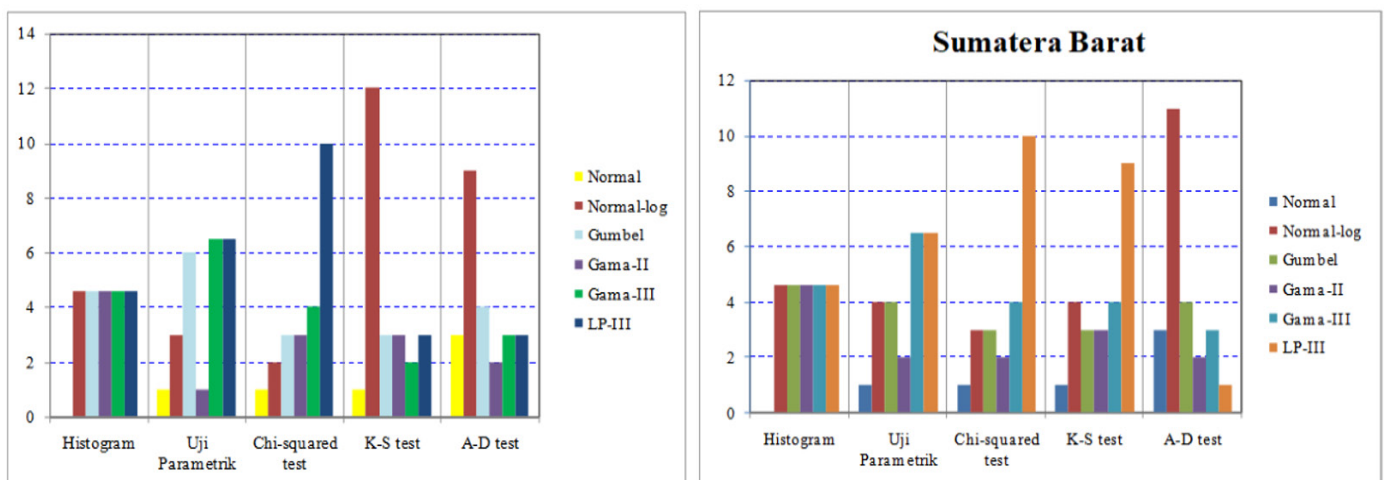 14
12
10
8
6
4
2
0
Histogram
Uji
Parametrik
Chi-squared
test
K-S test
A-D test
Normal
Normal-log
Gumbel
Gama-II
Gama-III
LP-III
Sumatera Barat
12
10
8
6
4
2
0
Histogram
Uji
Parametrik
Chi-squared
test
K-S test
A-D test
Normal
Normal-log
Gumbel
Gama-II
Gama-III
LP-III